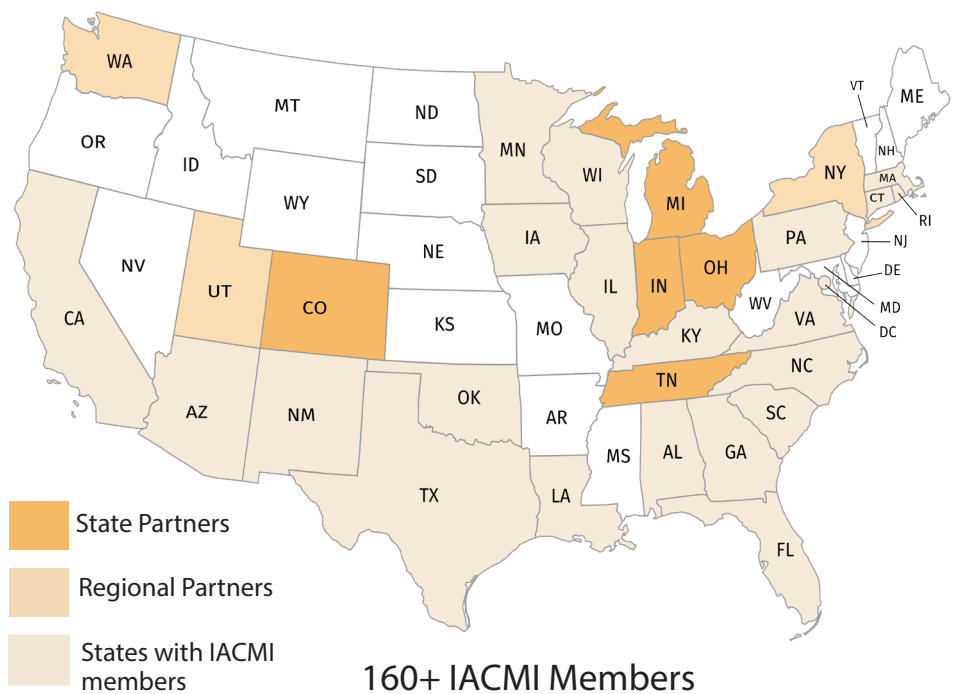 WA
MT
ND
MN
VT
ME
OR
ID
SD
WI
NH
NY
MA
WY
MI
CT
RI
NE
IA
PA
NJ
NV
UT
CO
IL
IN
OH
DE
WV
MD
DC
CA
KS
MO
KY
VA
AZ
NM
OK
TN
NC
AR
SC
MS
AL
GA
TX
LA
FL
State Partners
Regional Partners
States with IACMI
members
160+ IACMI Members